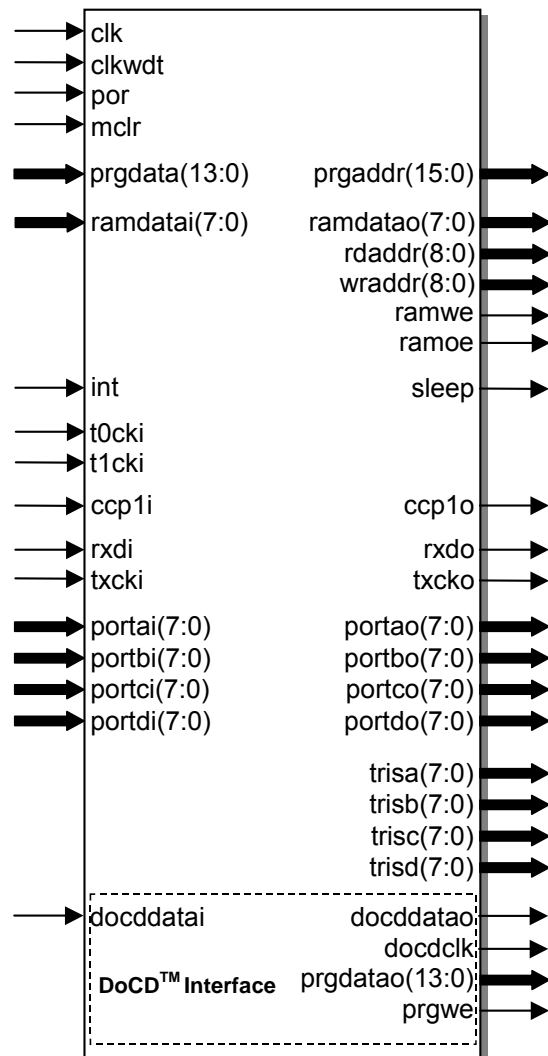 clk
clkwdt
por
mclr
prgdata(13:0) prgaddr(15:0)
ramdatai(7:0) ramdatao(7:0)
rdaddr(8:0)
wraddr(8:0)
ramwe
ramoe
int sleep
t0cki
t1cki
ccp1i ccp1o
rxdi rxdo
txcki txcko
portai(7:0) portao(7:0)
portbi(7:0) portbo(7:0)
portci(7:0) portco(7:0)
portdi(7:0) portdo(7:0)
trisa(7:0)
trisb(7:0)
trisc(7:0)
trisd(7:0)
docddatai docddatao
docdclk
DoCD™ Interface prgdatao(13:0)
prgwe